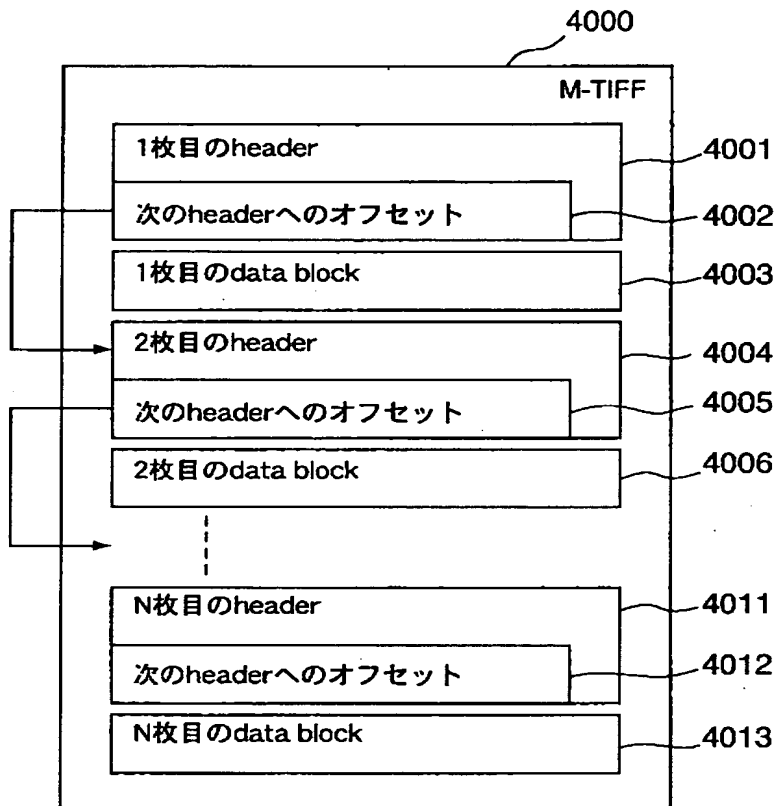 4000
M-TIFF
1枚目のheader
4001
次のheaderへのオフセット
4002
1枚目のdata block
4003
2枚目のheader
4004
次のheaderへのオフセット
4005
2枚目のdata block
4006
N枚目のheader
4011
次のheaderへのオフセット
4012
N枚目のdata block
4013